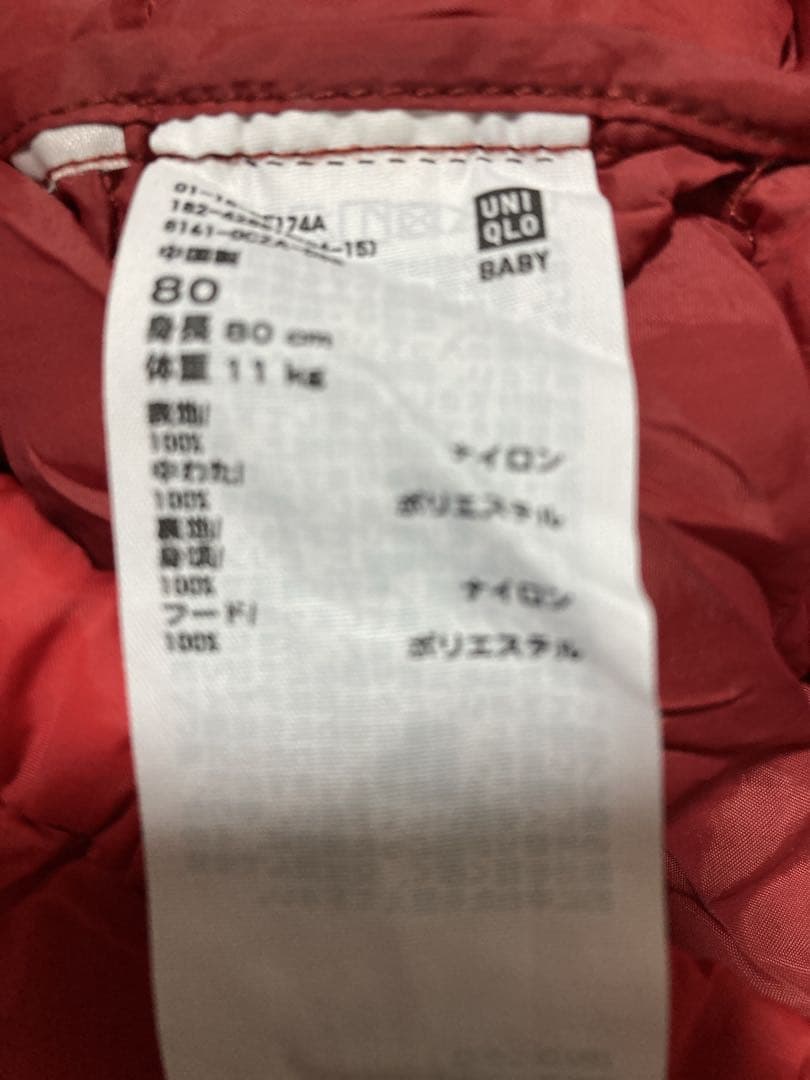 174A
中国製
80
身長 80 cm
体重 11 kg
表地/
100% ナイロン
中わた/
100% ポリエステル
裏地/
身頃/
100% ナイロン
フード/
100% ポリエステル
UNI
QLO
BABY